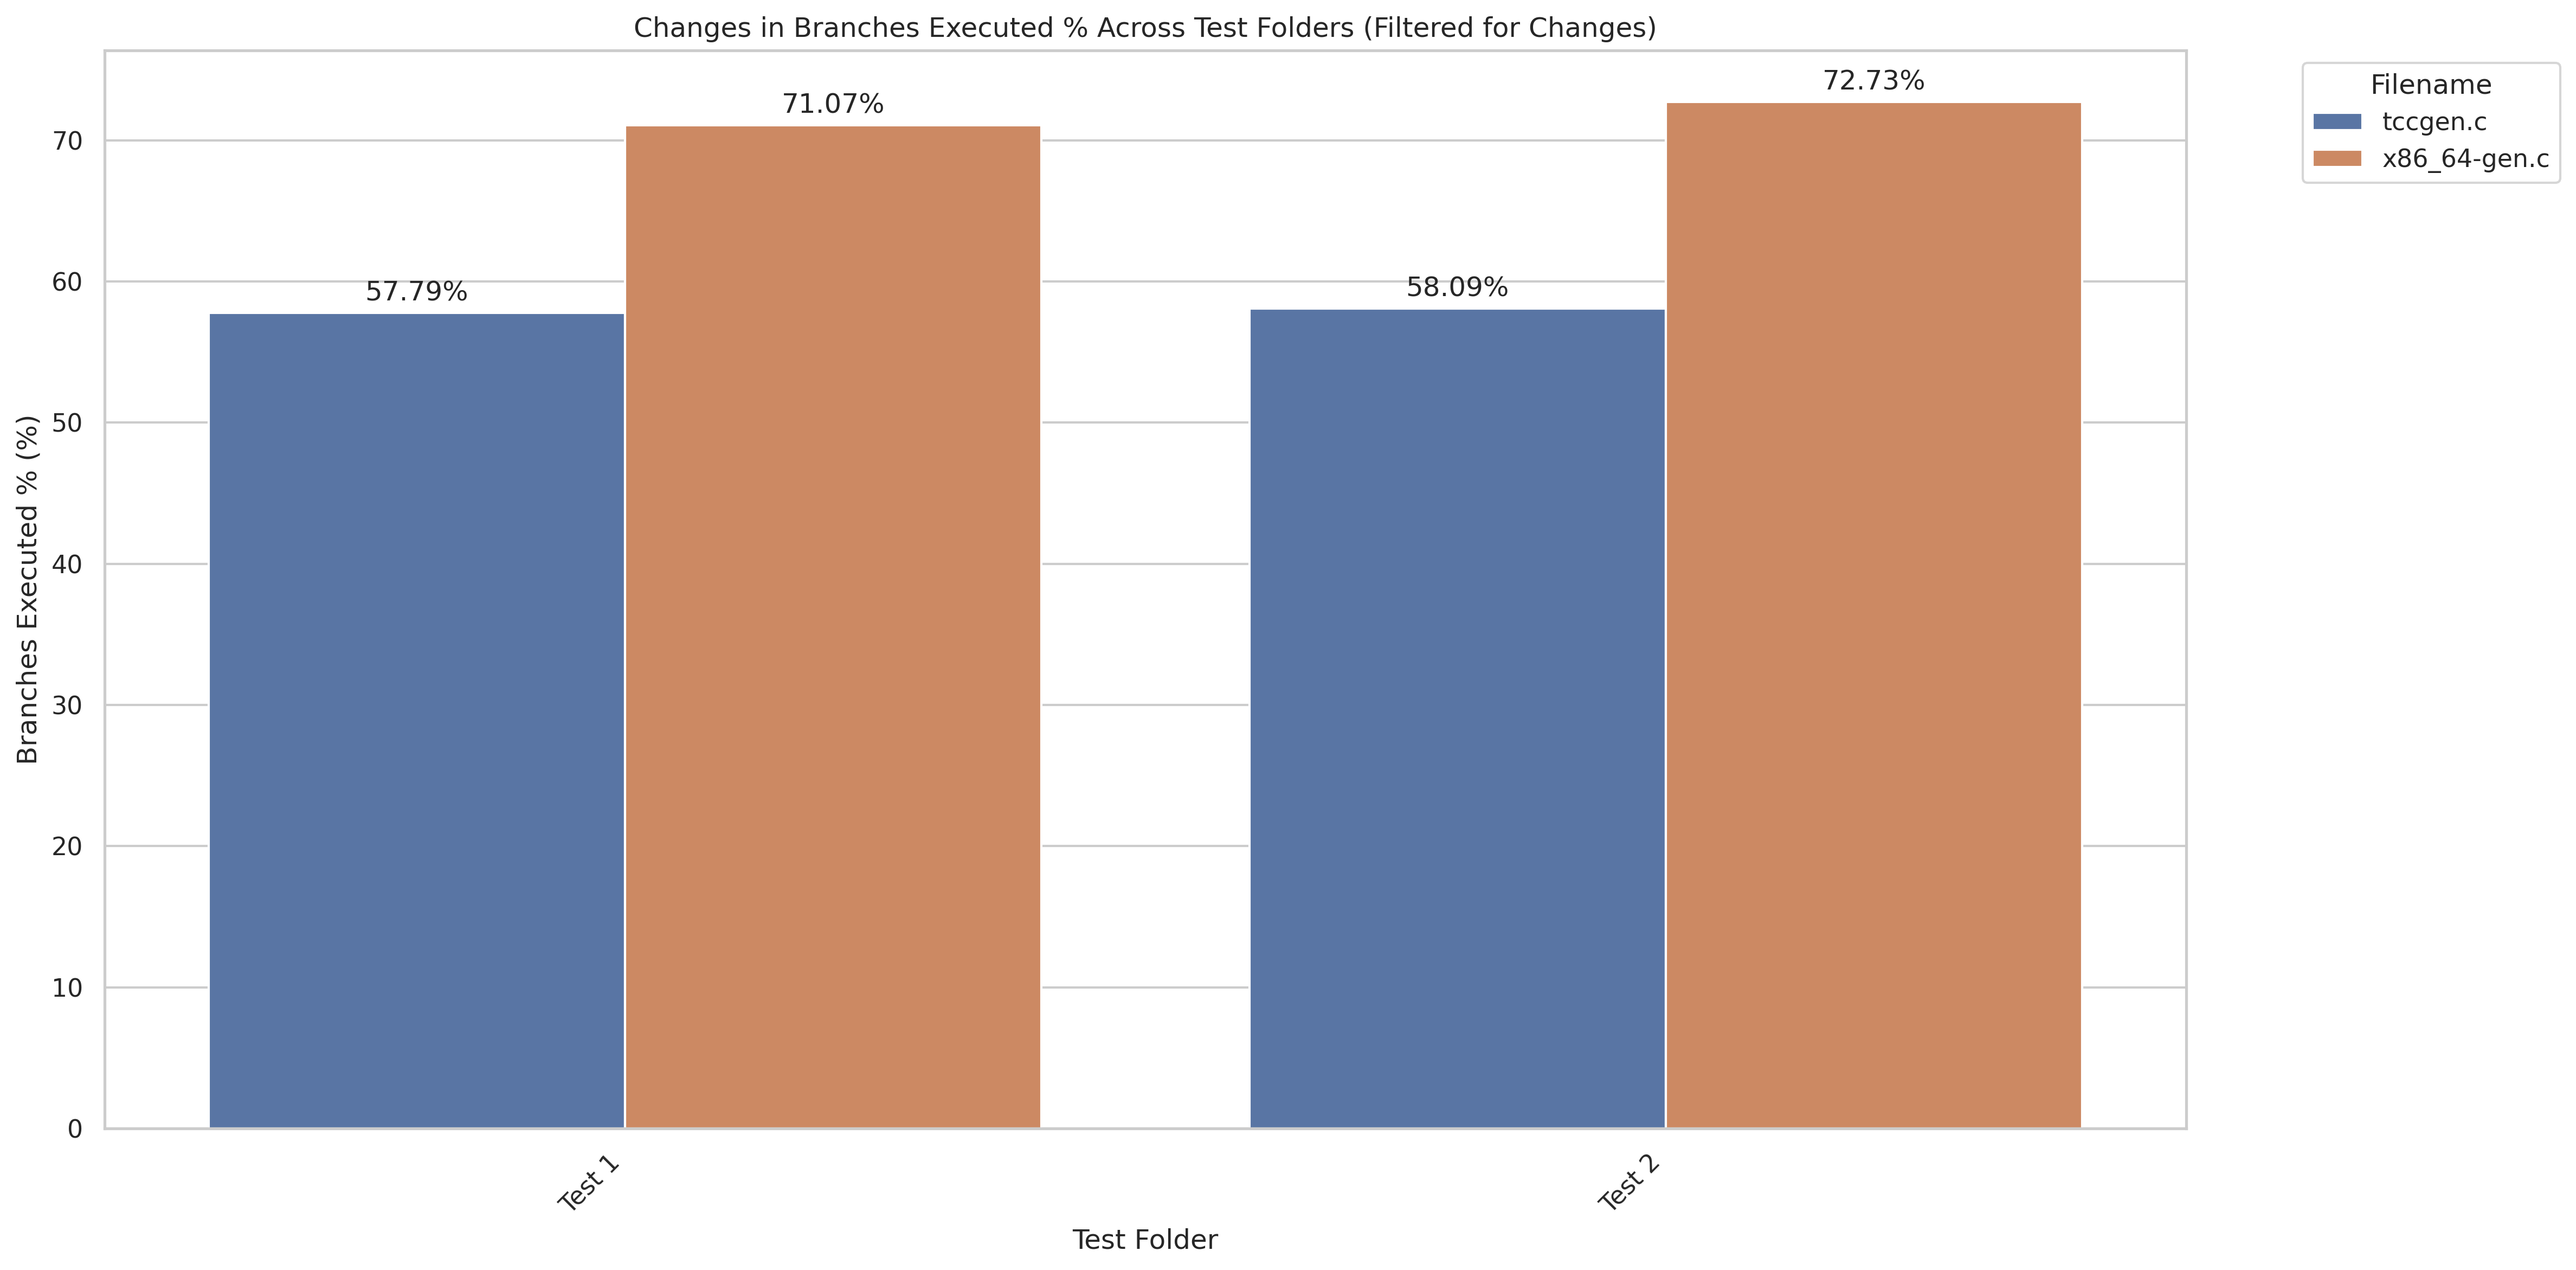 Changes in Branches Executed % Across Test Folders (Filtered for Changes)
Filename
tccgen.c
x86_64-gen.c
Branches Executed % (%)
70
60
50
40
30
20
10
0
57.79%
71.07%
58.09%
72.73%
Test 1
Test 2
Test Folder